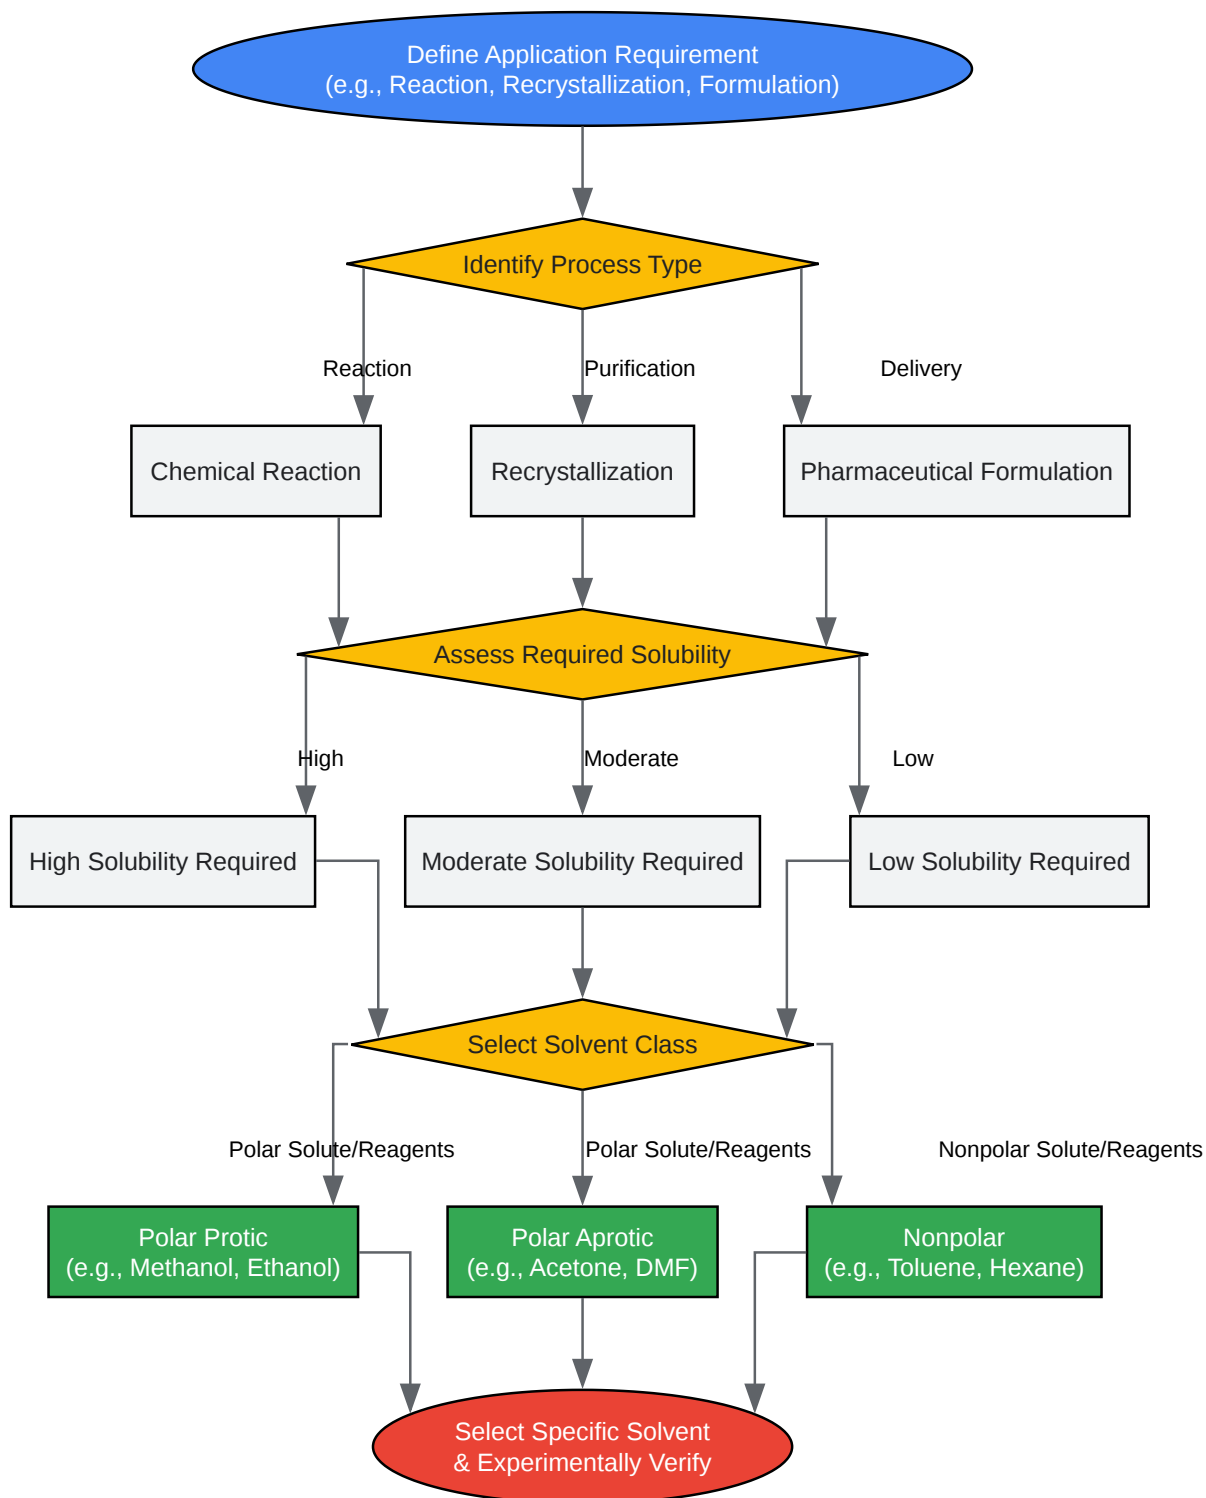 Define Application Requirement
(e.g., Reaction, Recrystallization, Formulation)
Identify Process Type
Reaction
Purification
Delivery
Chemical Reaction
Recrystallization
Pharmaceutical Formulation
Assess Required Solubility
High
Moderate
Low
High Solubility Required
Moderate Solubility Required
Low Solubility Required
Select Solvent Class
Polar Solute/Reagents
Polar Solute/Reagents
Nonpolar Solute/Reagents
Polar Protic
(e.g., Methanol, Ethanol)
Polar Aprotic
(e.g., Acetone, DMF)
Nonpolar
(e.g., Toluene, Hexane)
Select Specific Solvent
& Experimentally Verify